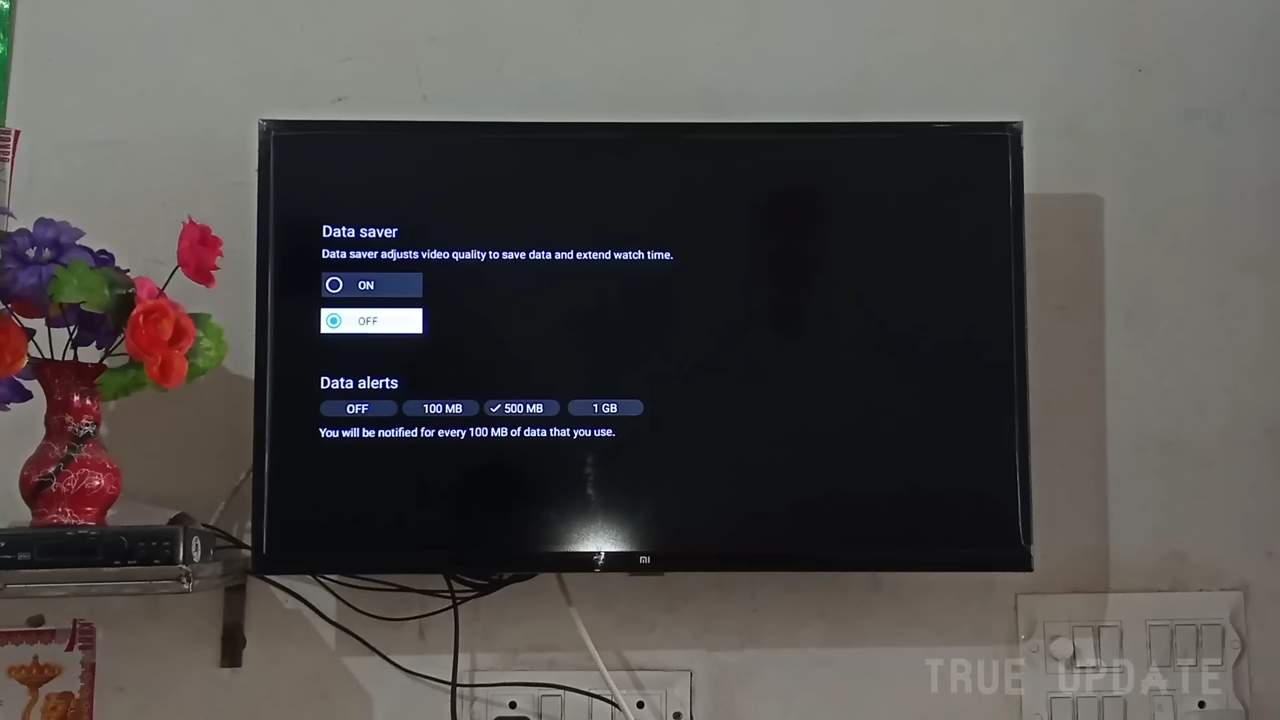 Data saver
Data saver adjusts video quality to save data and extend watch time.
ON
OFF
Data alerts
OFF 100 MB 500 MB 1 GB
You will be notified for every 100 MB of data that you use.
mi
TRUE UPDATE